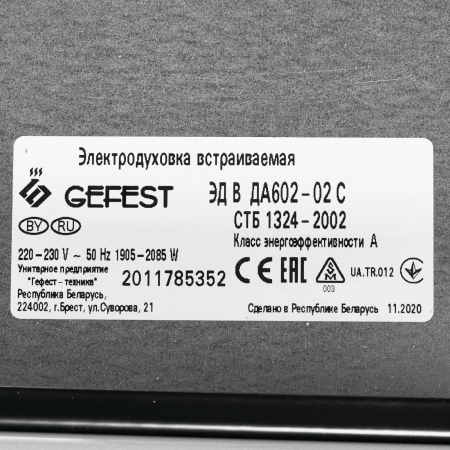 Электродуховка встраиваемая
GEFEST
ЭД В ДА602-02 С
СТБ 1324-2002
BY RU
Класс энергоэффективности А
220-230 V ~ 50 Hz 1905-2085 W
Унитарное предприятие
"Гефест-техника"
Республика Беларусь,
224002, г.Брест, ул.Суворова, 21
2011785352
CE EAC
003
UA.TR.012
Сделано в Республике Беларусь 11.2020